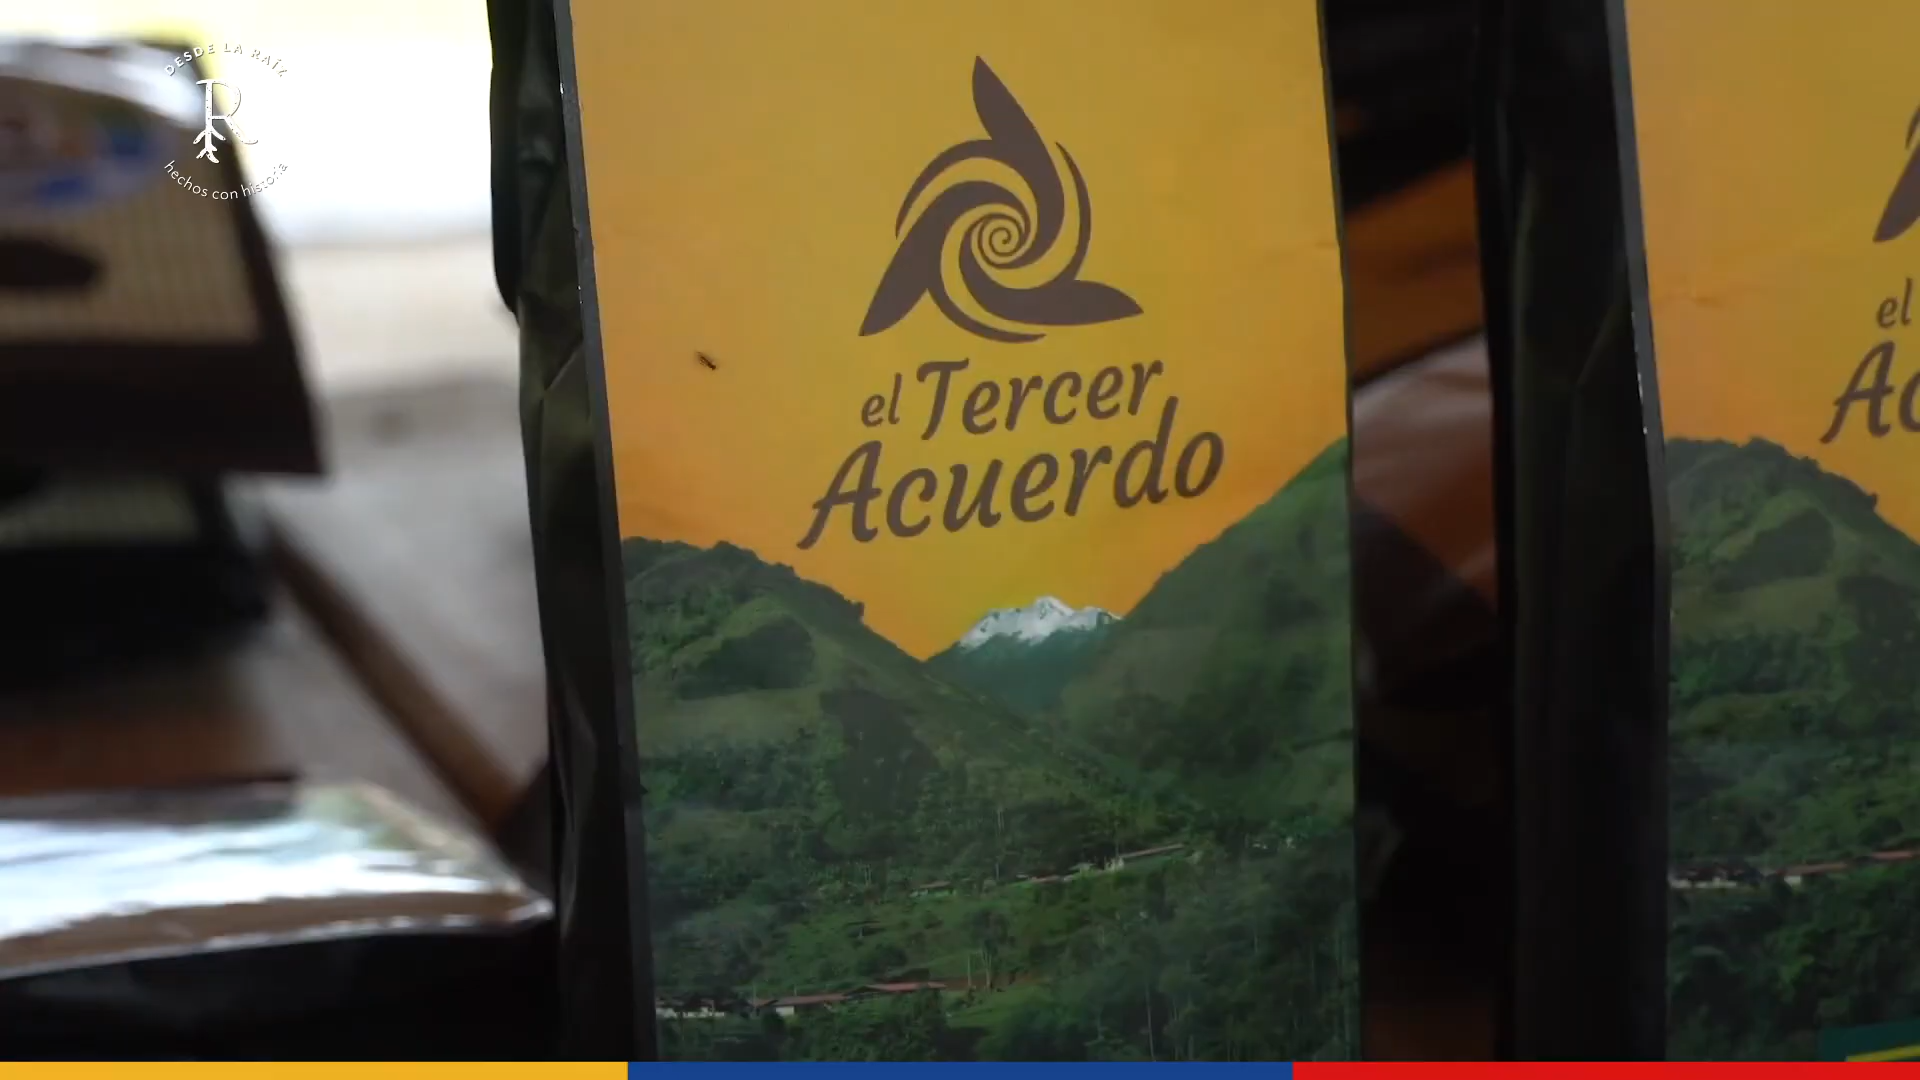 DESDE LA RAÍZ
R
hechos con historia
el Tercer
Acuerdo
el
Ac